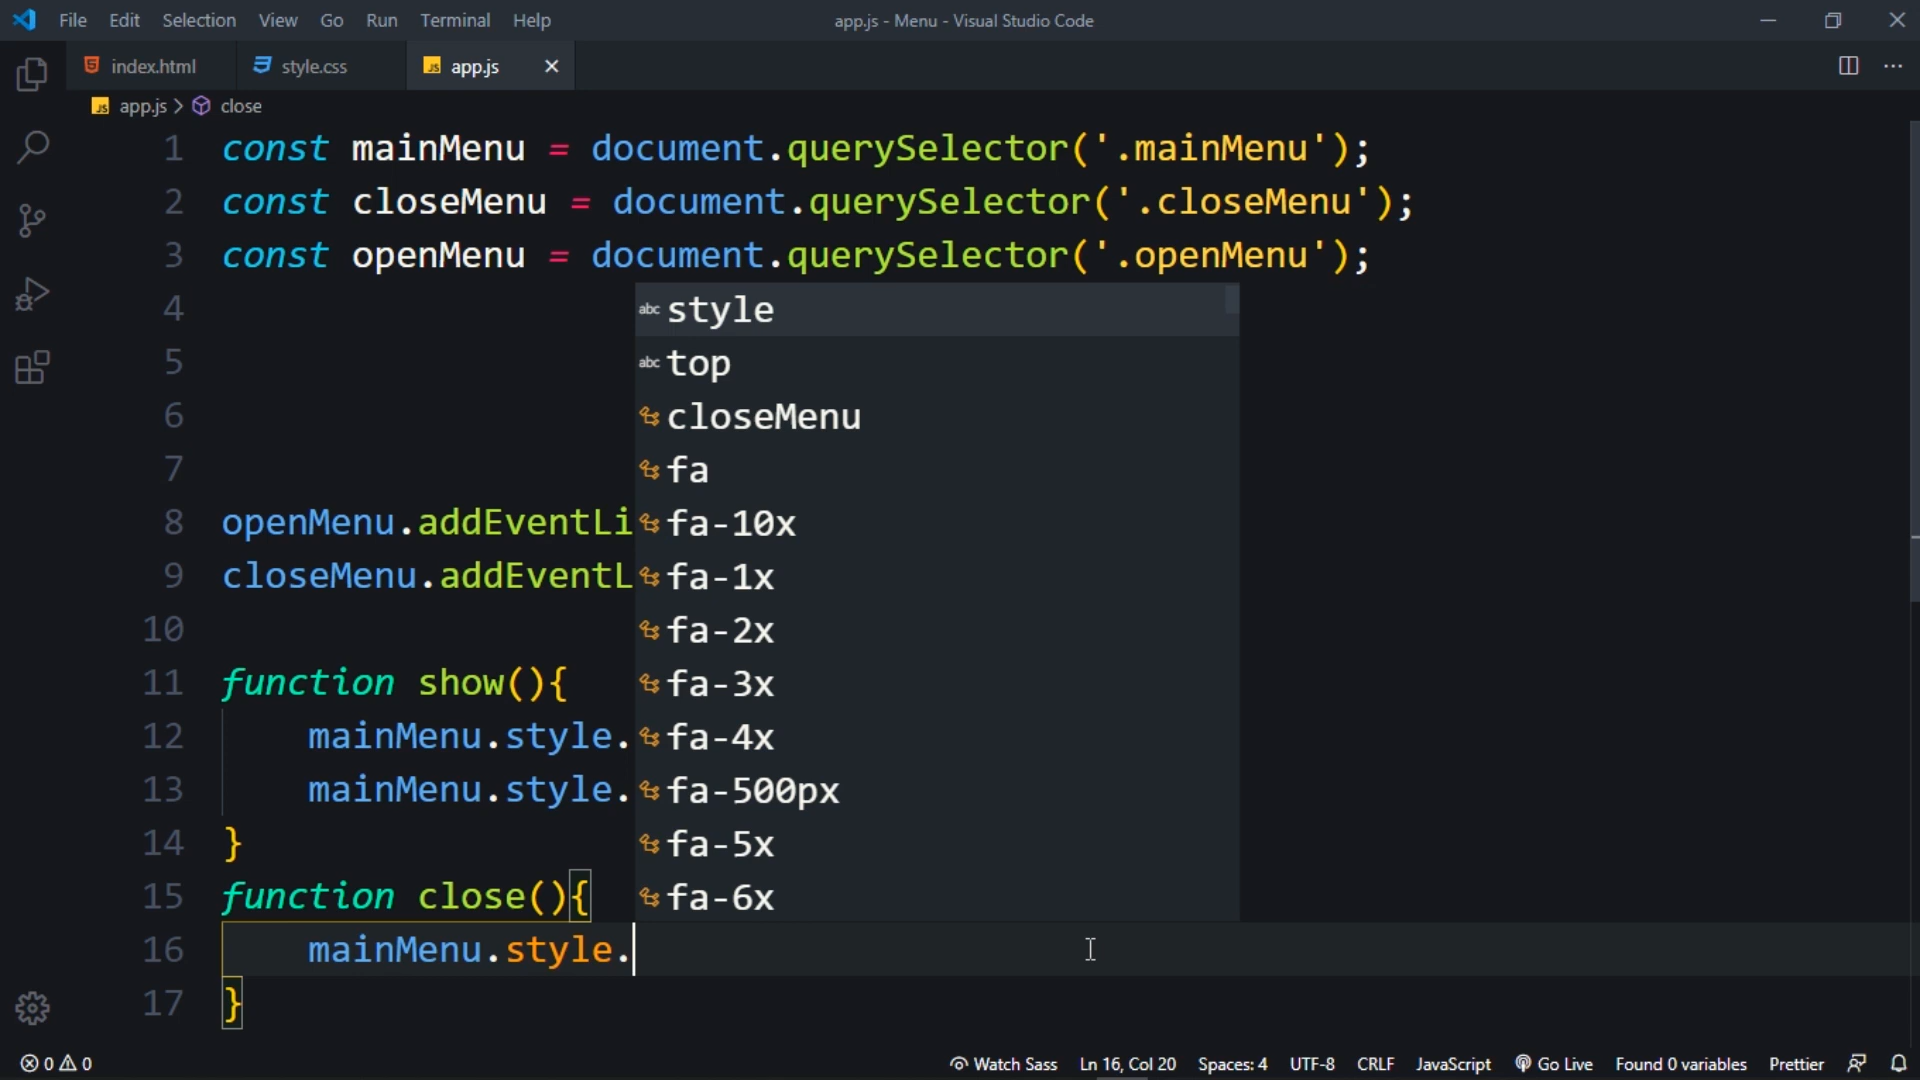 File Edit Selection View Go Run Terminal Help app.js - Menu - Visual Studio Code
index.html style.css JS app.js
JS app.js > close
1 const mainMenu = document.querySelector('.mainMenu');
2 const closeMenu = document.querySelector('.closeMenu');
3 const openMenu = document.querySelector('.openMenu');
4 abc style
5 abc top
6 closeMenu
7 fa
8 openMenu.addEventLi fa-10x
9 closeMenu.addEventL fa-1x
10 fa-2x
11 function show(){ fa-3x
12 mainMenu.style. fa-4x
13 mainMenu.style. fa-500px
14 } fa-5x
15 function close(){ fa-6x
16 mainMenu.style.
17 }
0 0 Watch Sass Ln 16, Col 20 Spaces: 4 UTF-8 CRLF JavaScript Go Live Found 0 variables Prettier